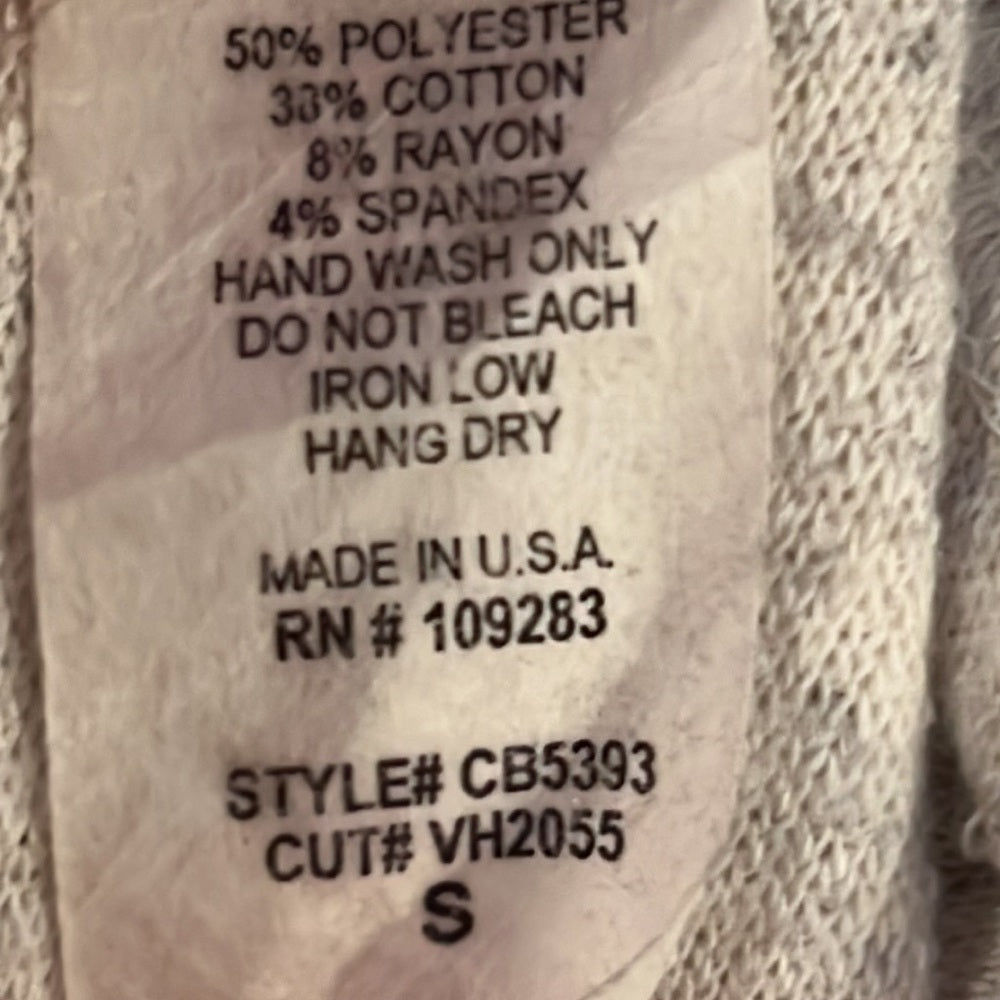 50% POLYESTER
38% COTTON
8% RAYON
4% SPANDEX
HAND WASH ONLY
DO NOT BLEACH
IRON LOW
HANG DRY
MADE IN U.S.A.
RN # 109283
STYLE# CB5393
CUT# VH2055
S